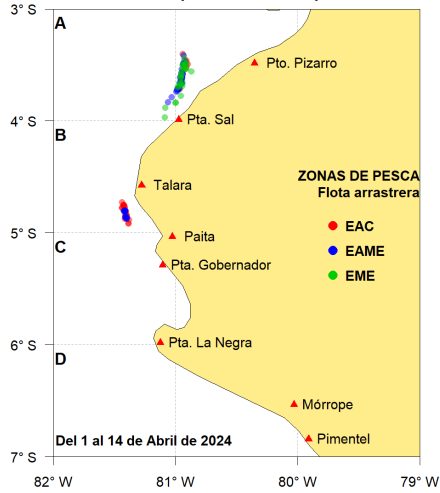 3° S
A
Pto. Pizarro
4° S
B
Pta. Sal
ZONAS DE PESCA
Flota arrastrera
Talara
EAC
5° S
C
Paita
EAME
Pta. Gobernador
EME
6° S
D
Pta. La Negra
Mórrope
Del 1 al 14 de Abril de 2024
Pimentel
7° S
82° W
81° W
80° W
79° W